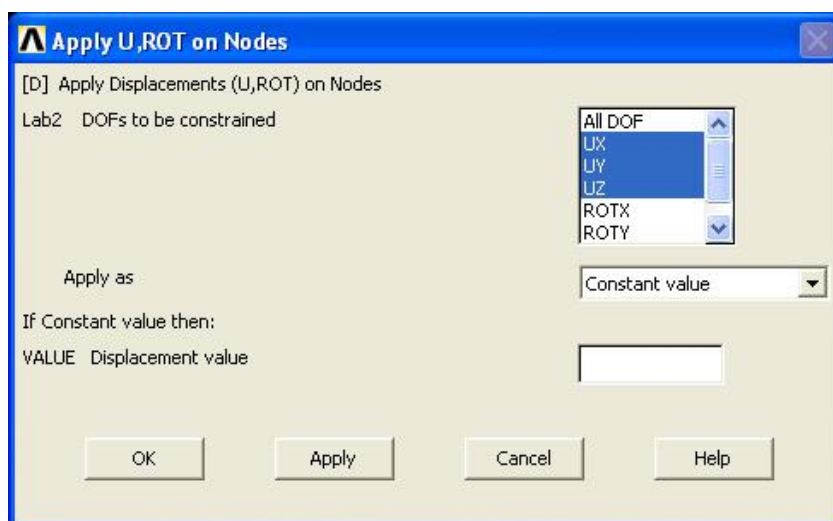 Apply U,ROT on Nodes
[D] Apply Displacements (U,ROT) on Nodes
Lab2 DOFs to be constrained
All DOF
UX
UY
UZ
ROTX
ROTY
Apply as
Constant value
If Constant value then:
VALUE Displacement value
OK Apply Cancel Help